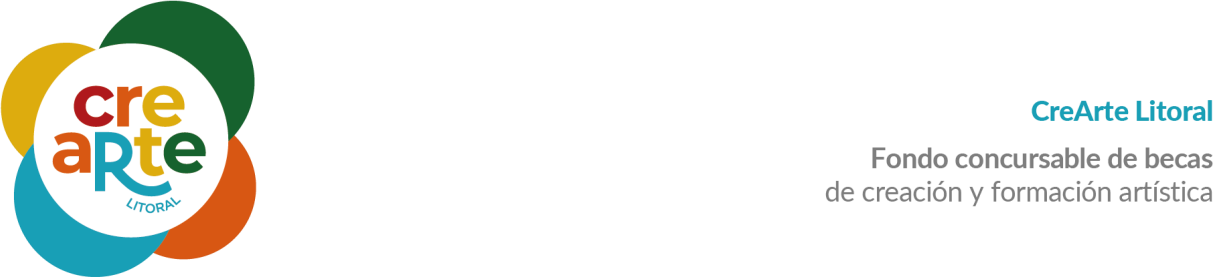 cre
aRte
LITORAL
CreArte Litoral
Fondo concursable de becas
de creación y formación artística